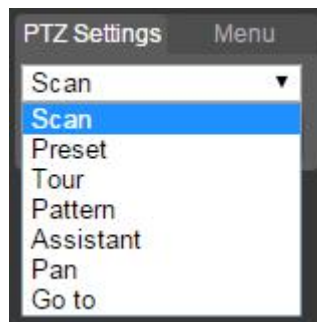 PTZ Settings Menu
Scan
Scan
Preset
Tour
Pattern
Assistant
Pan
Go to